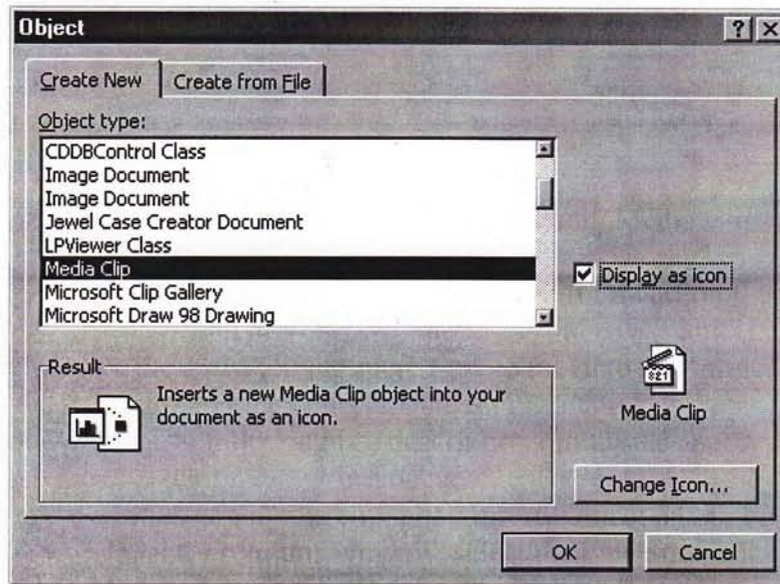 Object
Create New
Create from File
Object type:
CDDBControl Class
Image Document
Image Document
Jewel Case Creator Document
LPViewer Class
Media Clip
Microsoft Clip Gallery
Microsoft Draw 98 Drawing
Display as icon
Result
Inserts a new Media Clip object into your
document as an icon.
Media Clip
Change Icon...
OK
Cancel